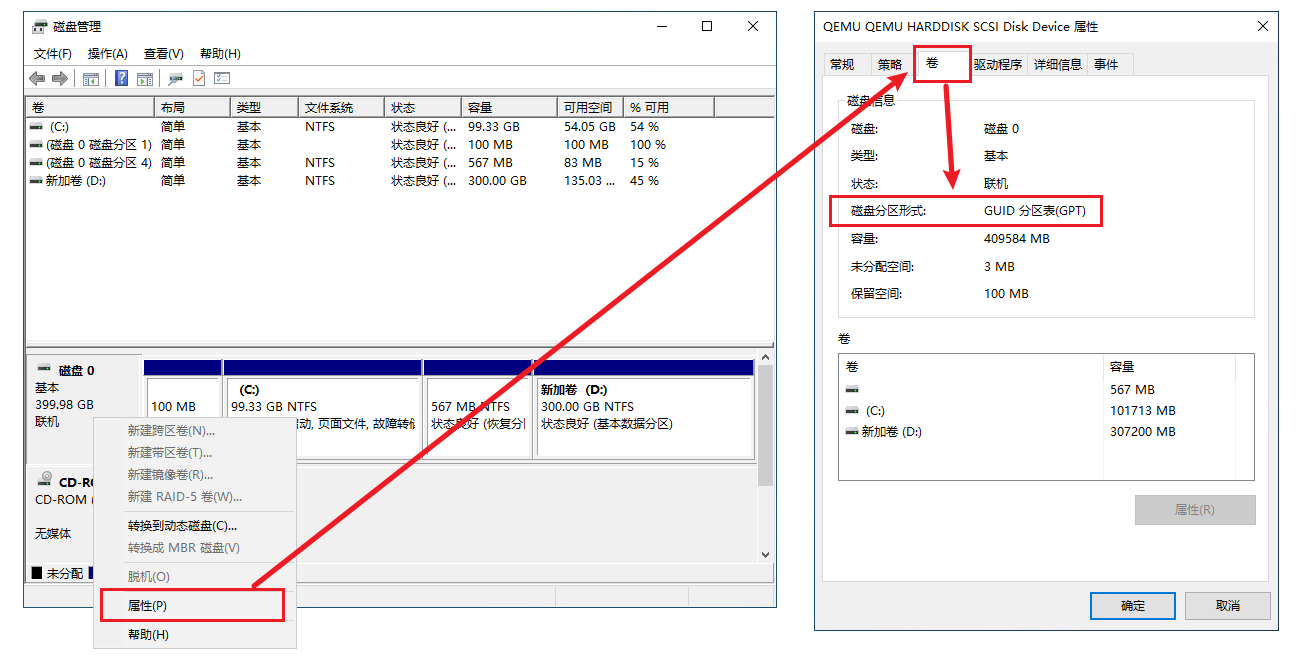 磁盘管理
文件(F) 操作(A) 查看(V) 帮助(H)
卷 布局 类型 文件系统 状态 容量 可用空间 % 可用
(C:) 简单 基本 NTFS 状态良好 (... 99.33 GB 54.05 GB 54 %
(磁盘 0 磁盘分区 1) 简单 基本 状态良好 (... 100 MB 100 MB 100 %
(磁盘 0 磁盘分区 4) 简单 基本 NTFS 状态良好 (... 567 MB 83 MB 15 %
新加卷 (D:) 简单 基本 NTFS 状态良好 (... 300.00 GB 135.03 ... 45 %
磁盘 0
基本
399.98 GB
联机
100 MB
(C:)
99.33 GB NTFS
动, 页面文件, 故障转
567 MB NTFS
状态良好 (恢复分
新加卷 (D:)
300.00 GB NTFS
状态良好 (基本数据分区)
CD-RO
CD-ROM (
无媒体
未分配
新建跨区卷(N)...
新建带区卷(T)...
新建镜像卷(R)...
新建 RAID-5 卷(W)...
转换到动态磁盘(C)...
转换成 MBR 磁盘(V)
脱机(O)
属性(P)
帮助(H)
QEMU QEMU HARDDISK SCSI Disk Device 属性
常规 策略 卷 驱动程序 详细信息 事件
磁盘信息
磁盘: 磁盘 0
类型: 基本
状态: 联机
磁盘分区形式: GUID 分区表(GPT)
容量: 409584 MB
未分配空间: 3 MB
保留空间: 100 MB
卷
卷 容量
567 MB
(C:) 101713 MB
新加卷 (D:) 307200 MB
属性(R)
确定 取消